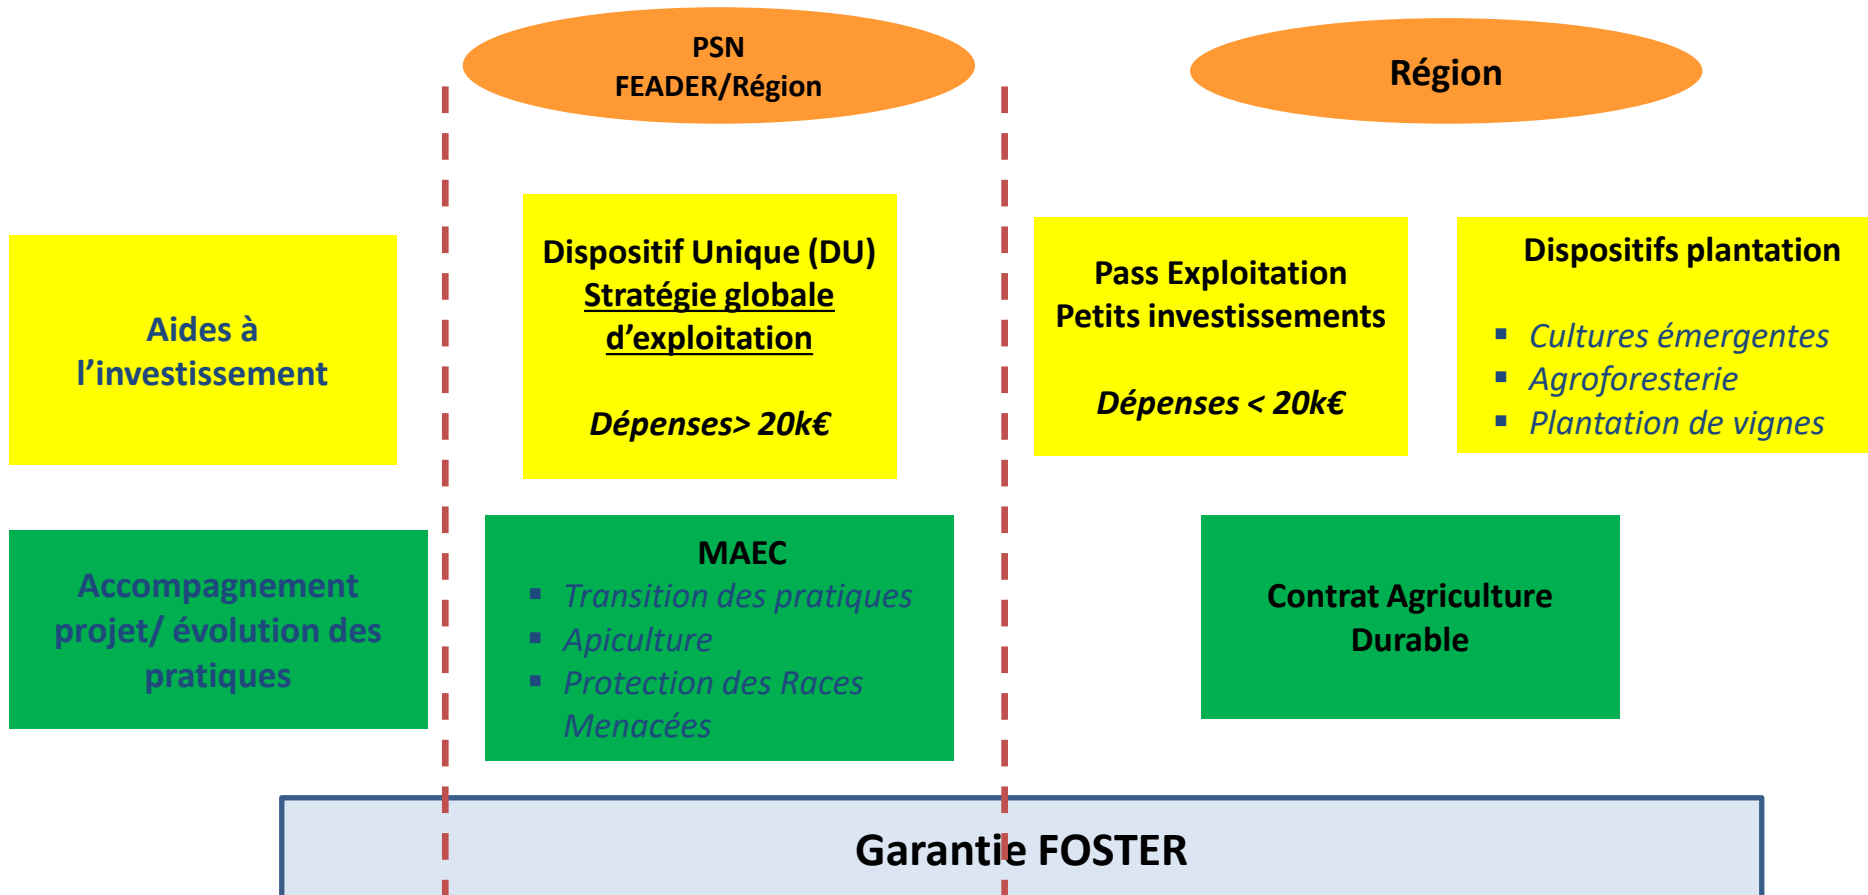 PSN
FEADER/Région
Région
Aides à
l’investissement
Dispositif Unique (DU)
Stratégie globale
d’exploitation
Dépenses> 20k€
Pass Exploitation
Petits investissements
Dépenses < 20k€
Dispositifs plantation
▪ Cultures émergentes
▪ Agroforesterie
▪ Plantation de vignes
Accompagnement
projet/ évolution des
pratiques
MAEC
▪ Transition des pratiques
▪ Apiculture
▪ Protection des Races
Menacées
Contrat Agriculture
Durable
Garantie FOSTER